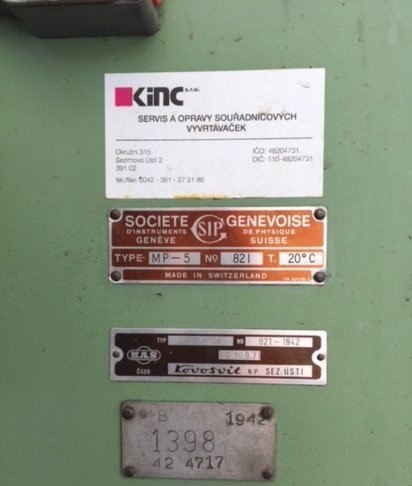 KINC s.r.o.
SERVIS A OPRAVY SOUŘADNICOVÝCH
VYVRTÁVAČEK
Okružní 315
Sezimovo Ústí 2
391 02
tel./fax: 0042 - 361 - 27 51 86
IČO: 48204731
DIČ: 110-48204731
SOCIETE SIP GENEVOISE
D'INSTRUMENTS DE PHYSIQUE
GENÈVE SUISSE
TYPE- MP-5 Nº 821 T. 20°C
MADE IN SWITZERLAND
TYP NO 821-1942
MAS
ČSSR Kovosvit N.P. SEZ.ÚSTÍ
1942
1398
42 4717